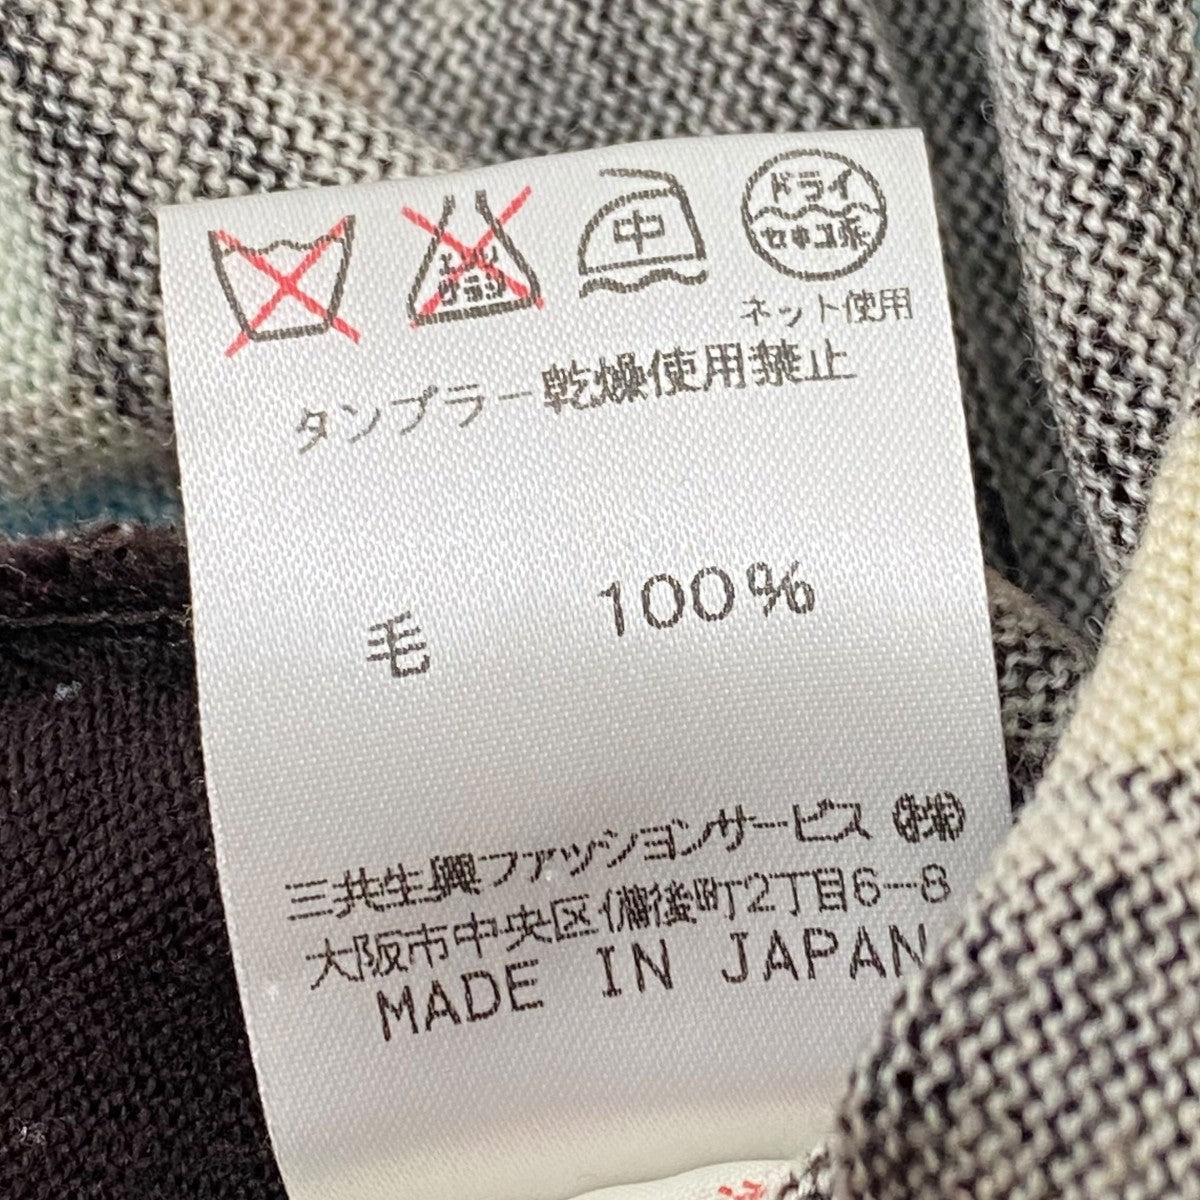 エンソ サラシ 中 ドライ セキユ系
ネット使用
タンブラー乾燥使用禁止
毛 100%
三共生興ファッションサービス ㈱
大阪市中央区備後町2丁目6-8
MADE IN JAPAN